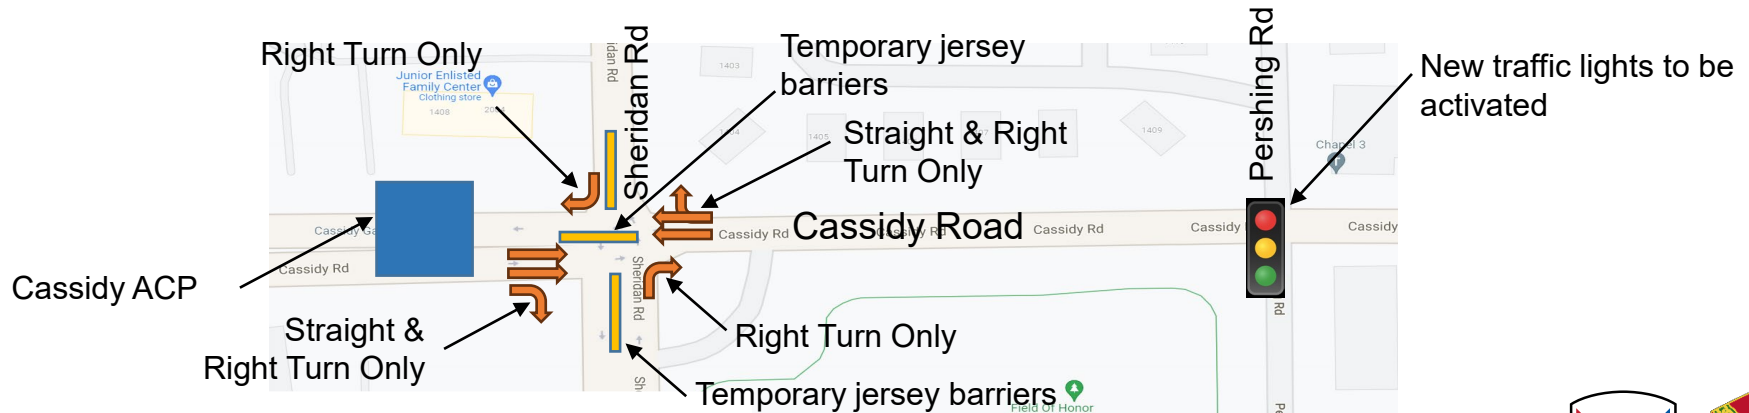 Right Turn Only
Sheridan Rd
Temporary jersey
barriers
Pershing Rd
New traffic lights to be
activated
Junior Enlisted
Family Center
Clothing store
1408
idan Rd
1403
1405
Straight & Right
Turn Only
1409
Chapel 3
Cassidy Rd
Cassidy Road
Cassidy Rd
Cassidy
Cassidy
Cassidy Rd
Cassidy ACP
Sheridan Rd
Rd
Straight &
Right Turn Only
Right Turn Only
Temporary jersey barriers
Field Of Honor